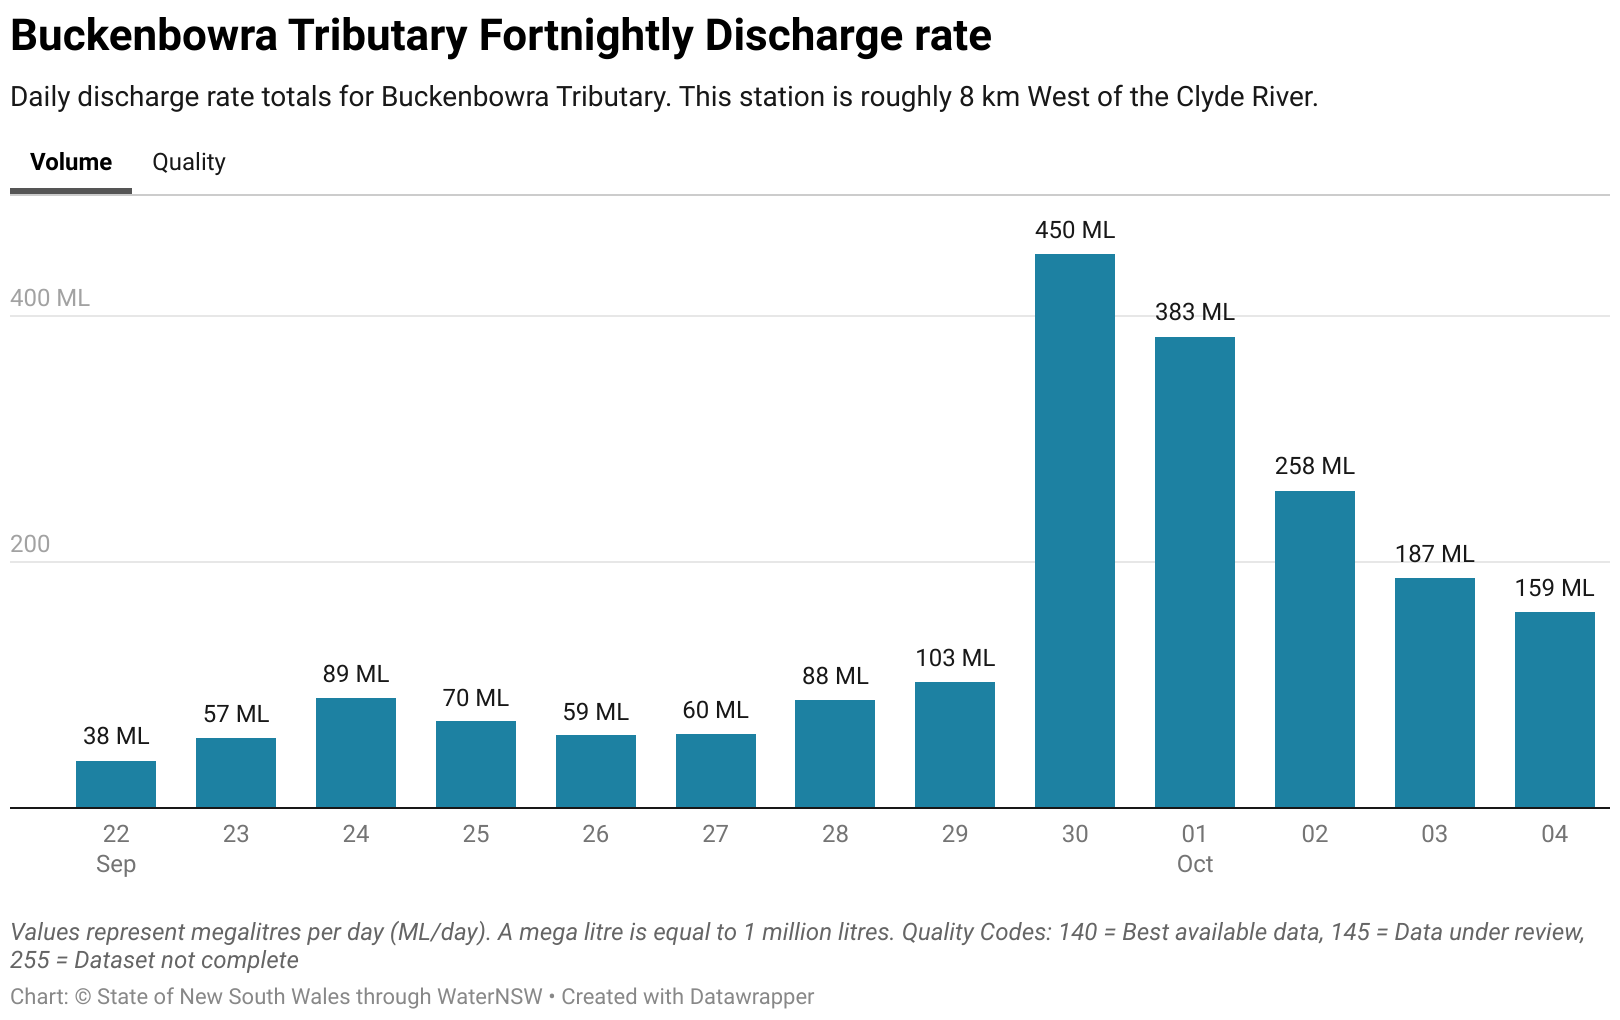 Buckenbowra Tributary Fortnightly Discharge rate
Daily discharge rate totals for Buckenbowra Tributary. This station is roughly 8 km West of the Clyde River.
Volume Quality
450 ML
400 ML
383 ML
258 ML
200
187 ML
159 ML
103 ML
89 ML
88 ML
70 ML
57 ML
59 ML
60 ML
38 ML
22 23 24 25 26 27 28 29 30 01 02 03 04
Sep Oct
Values represent megalitres per day (ML/day). A mega litre is equal to 1 million litres. Quality Codes: 140 = Best available data, 145 = Data under review,
255 = Dataset not complete
Chart: © State of New South Wales through WaterNSW • Created with Datawrapper